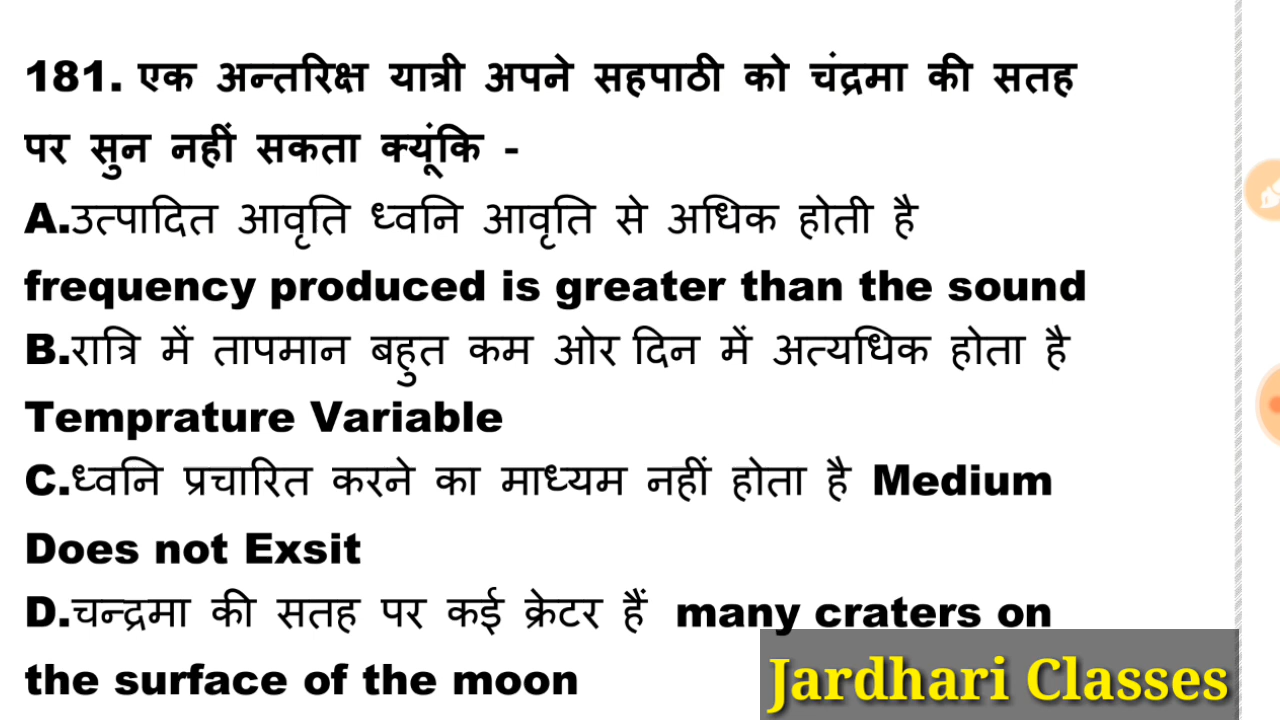 181. एक अन्तरिक्ष यात्री अपने सहपाठी को चंद्रमा की सतह
पर सुन नहीं सकता क्यूंकि -
A.उत्पादित आवृति ध्वनि आवृति से अधिक होती है
frequency produced is greater than the sound
B.रात्रि में तापमान बहुत कम ओर दिन में अत्यधिक होता है
Temprature Variable
C.ध्वनि प्रचारित करने का माध्यम नहीं होता है Medium
Does not Exsit
D.चन्द्रमा की सतह पर कई क्रेटर हैं many craters on
the surface of the moon
Jardhari Classes